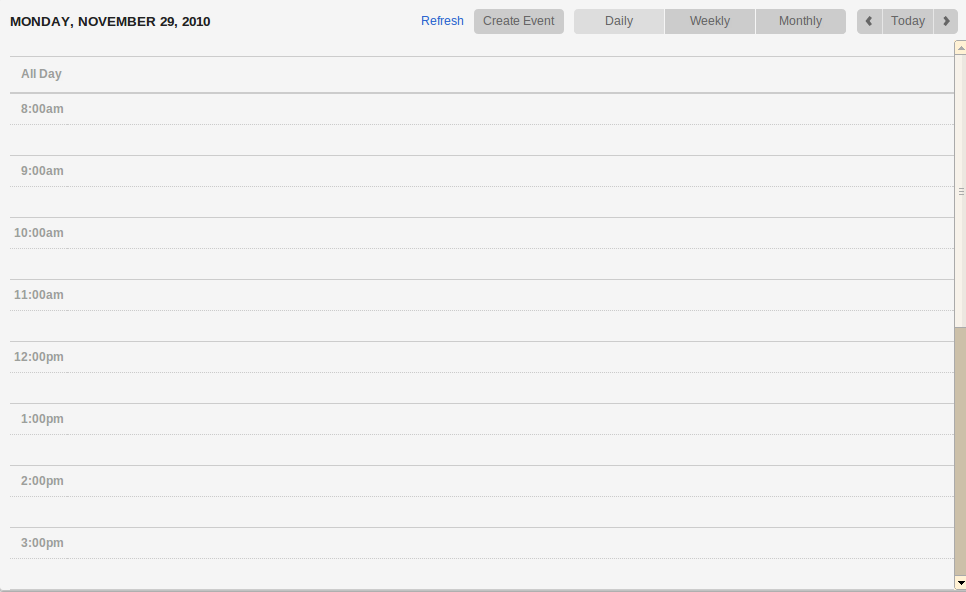 MONDAY, NOVEMBER 29, 2010 Refresh Create Event Daily Weekly Monthly Today
All Day
8:00am
9:00am
10:00am
11:00am
12:00pm
1:00pm
2:00pm
3:00pm